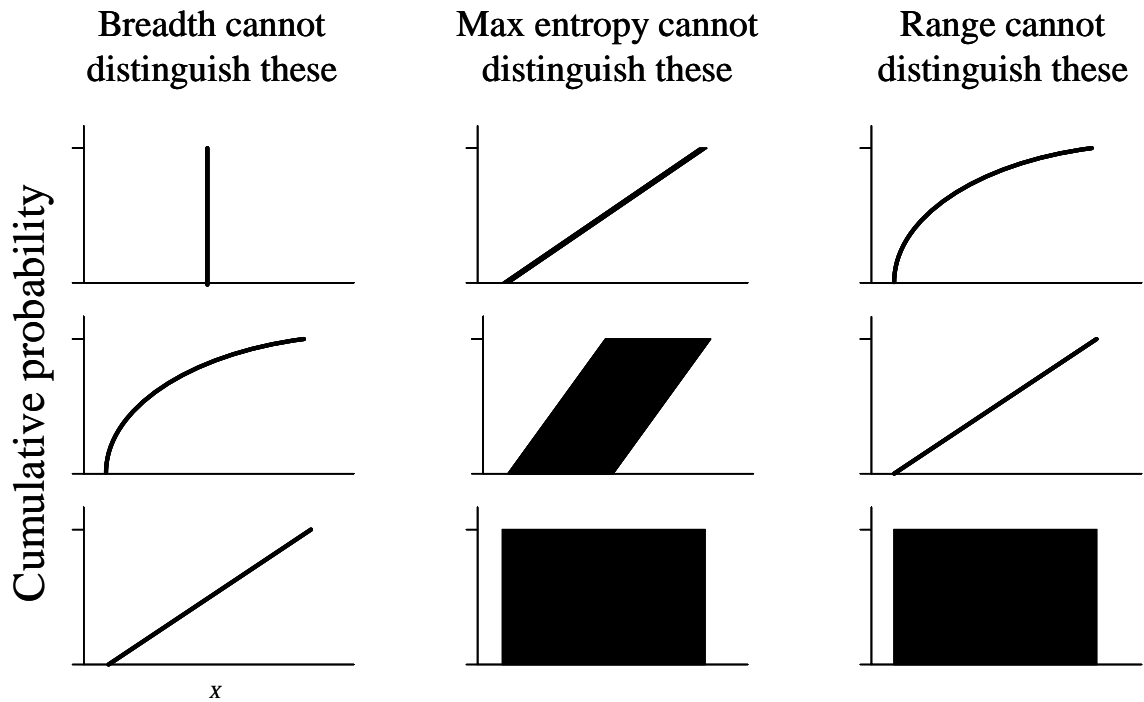 Breadth cannot
distinguish these
Max entropy cannot
distinguish these
Range cannot
distinguish these
Cumulative probability
x